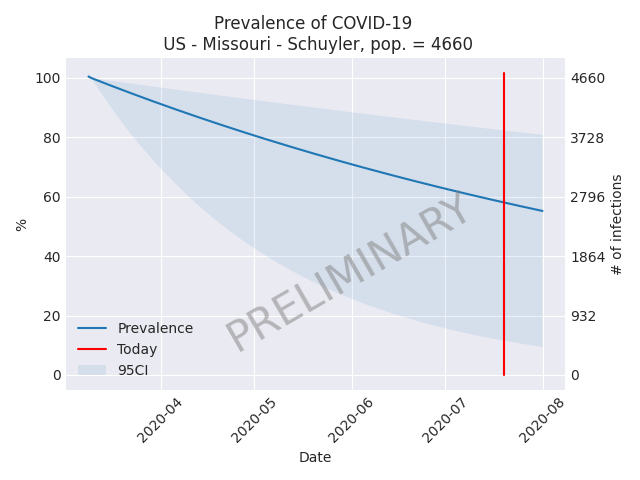 Prevalence of COVID-19
US - Missouri - Schuyler, pop. = 4660
100
80
60
40
20
0
%
4660
3728
2796
1864
932
0
# of infections
PRELIMINARY
Prevalence
Today
95CI
2020-04
2020-05
2020-06
2020-07
2020-08
Date